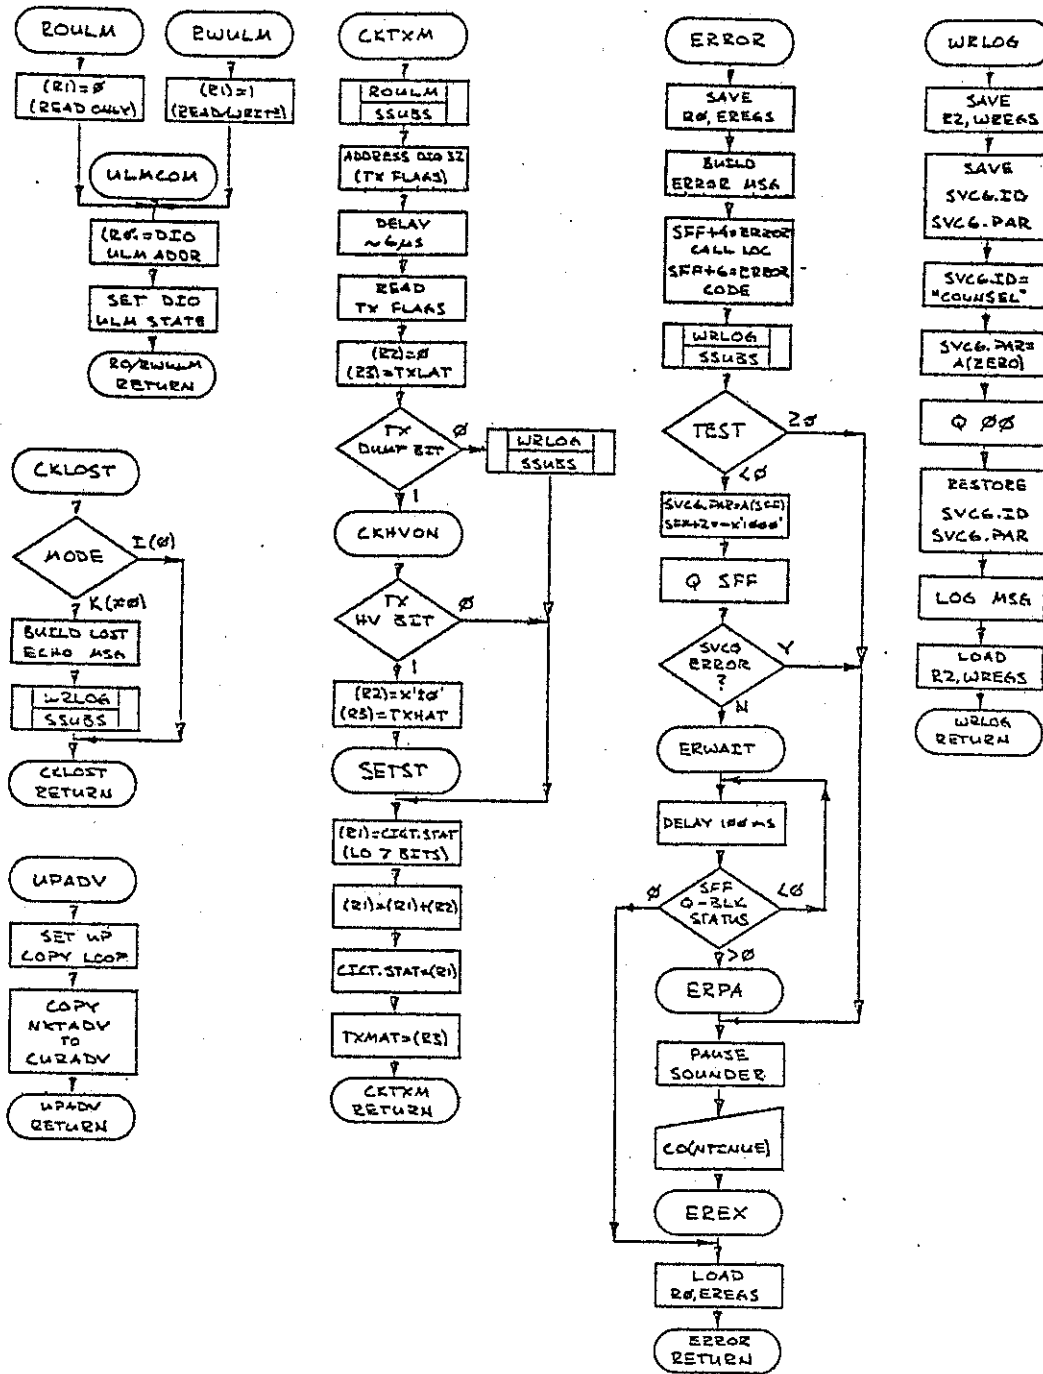 ROULM
(R1)=Ø
(READ ONLY)
RWULM
(R1)=1
(READ/WRITE)
ULMCOM
(RØ)=DIO
ULM ADDR
SET DIO
ULM STATE
RO/RWULM
RETURN
CKLOST
MODE
I(Ø)
K(≠Ø)
BUILD LOST
ECHO MSG
WRLOG
SSUBS
CKLOST
RETURN
UPADV
SET UP
COPY LOOP
COPY
NXTADV
TO
CURADV
UPADV
RETURN
CKTXM
ROULM
SSUBS
ADDRESS DIO 32
(TX FLAGS)
DELAY
~6μS
READ
TX FLAGS
(R2)=Ø
(R3)=TXLAT
TX
DUMP BIT
Ø
1
WRLOG
SSUBS
CKHVON
TX
HV BIT
Ø
1
(R2)=X'80'
(R3)=TXHAT
SETST
(R1)=CICT.STAT
(LO 7 BITS)
(R1)=(R1)+(R2)
CICT.STAT=(R1)
TXMAT=(R3)
CKTXM
RETURN
ERROR
SAVE
RØ, EREGS
BUILD
ERROR MSG
SFF+4=ERROR
CALL LOC
SFF+6=ERROR
CODE
WRLOG
SSUBS
TEST
≥Ø
<Ø
SVC6.PAR=A(SFF)
Q SFF
SVC6
ERROR
?
Y
N
ERWAIT
DELAY 1ØØ mS
SFF
Q-BLK
STATUS
Ø
<Ø
>Ø
ERPA
PAUSE
SOUNDER
CO(NTINUE)
EREX
LOAD
RØ, EREGS
ERROR
RETURN
WRLOG
SAVE
R2, WREGS
SAVE
SVC6.ID
SVC6.PAR
SVC6.ID=
"COUNSEL"
SVC6.PAR=
A(ZERO)
Q ØØ
RESTORE
SVC6.ID
SVC6.PAR
LOG MSG
LOAD
R2, WREGS
WRLOG
RETURN